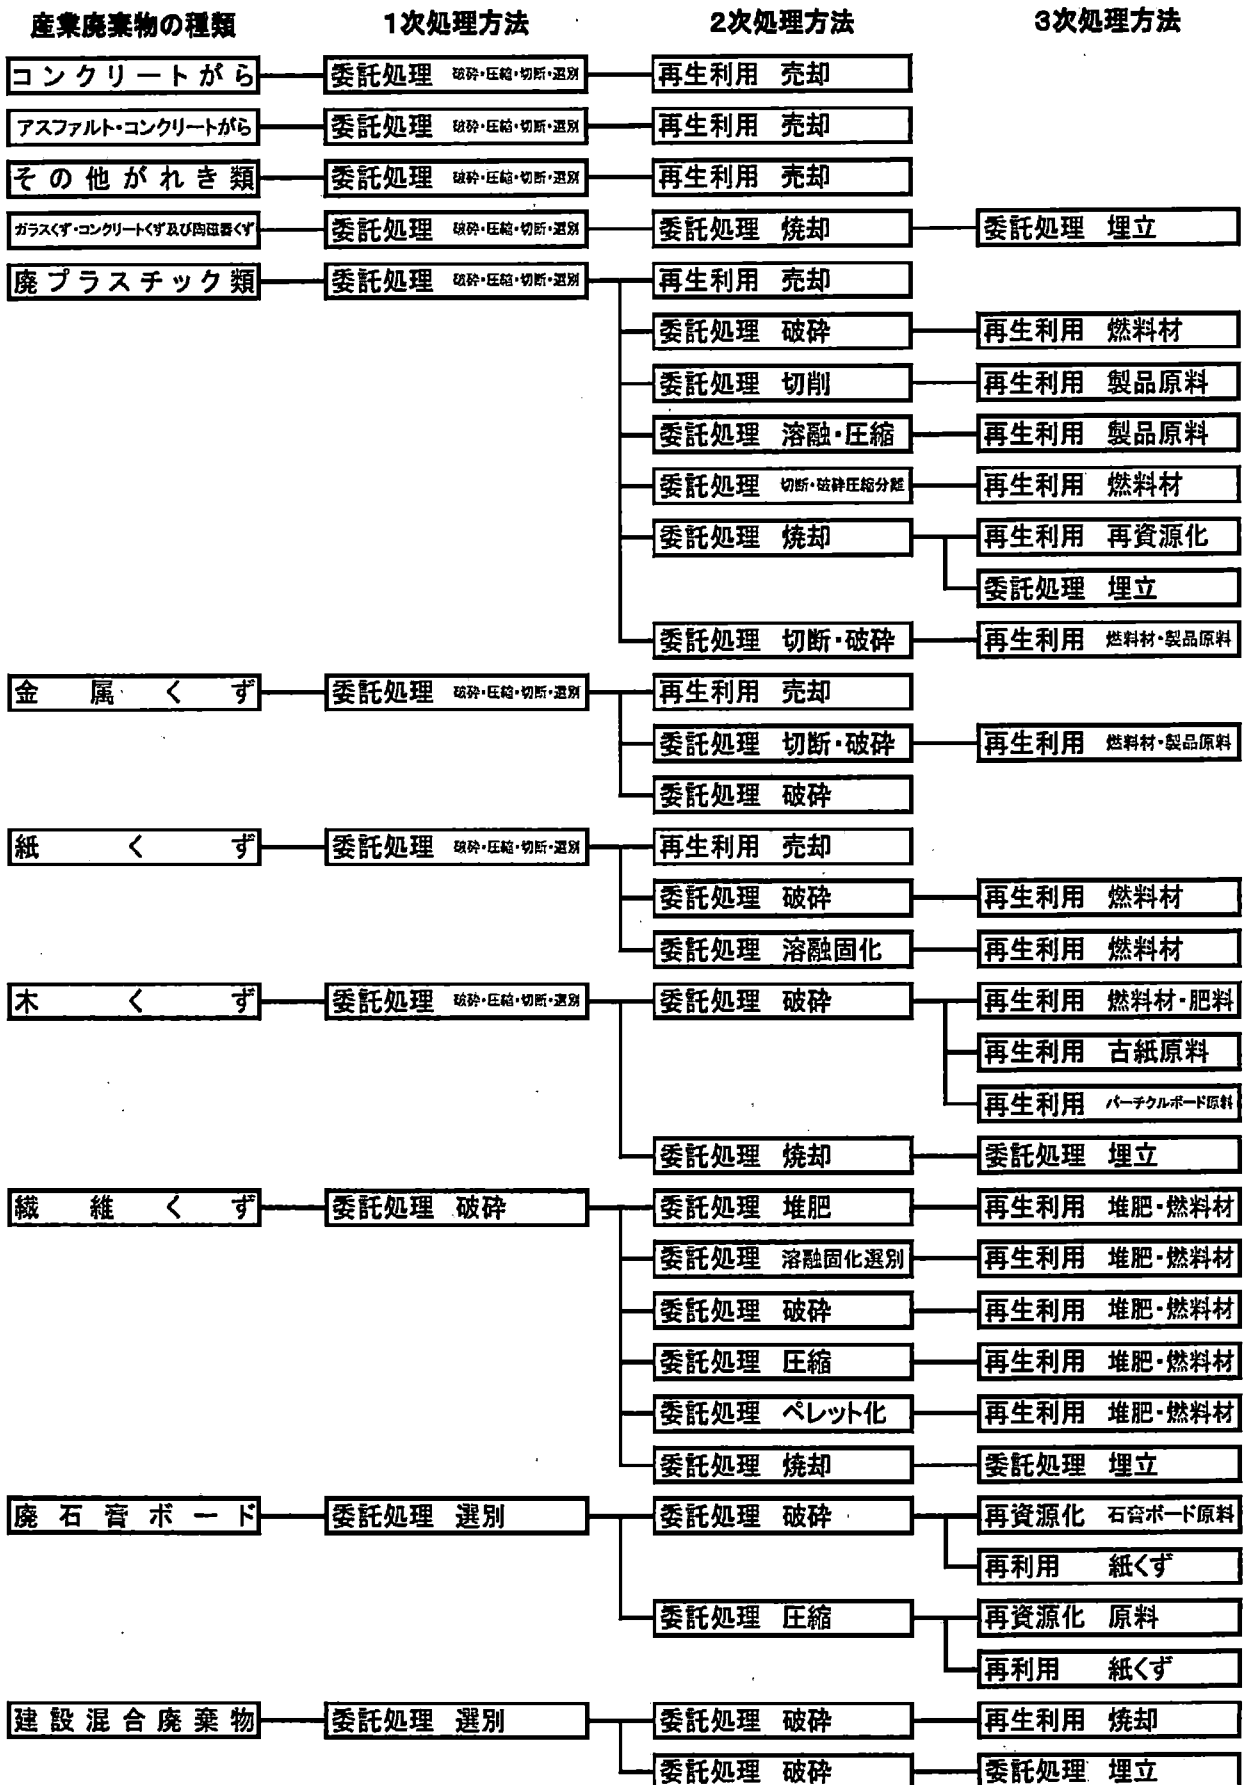 産業廃棄物の種類 1次処理方法 2次処理方法 3次処理方法
コンクリートがら 委託処理 破砕・圧縮・切断・選別 再生利用 売却
アスファルト・コンクリートがら 委託処理 破砕・圧縮・切断・選別 再生利用 売却
その他がれき類 委託処理 破砕・圧縮・切断・選別 再生利用 売却
ガラスくず・コンクリートくず及び陶磁器くず 委託処理 破砕・圧縮・切断・選別 委託処理 焼却 委託処理 埋立
廃プラスチック類 委託処理 破砕・圧縮・切断・選別 再生利用 売却
委託処理 破砕 再生利用 燃料材
委託処理 切削 再生利用 製品原料
委託処理 溶融・圧縮 再生利用 製品原料
委託処理 切断・破砕圧縮分離 再生利用 燃料材
委託処理 焼却 再生利用 再資源化
委託処理 埋立
委託処理 切断・破砕 再生利用 燃料材・製品原料
金属くず 委託処理 破砕・圧縮・切断・選別 再生利用 売却
委託処理 切断・破砕 再生利用 燃料材・製品原料
委託処理 破砕
紙くず 委託処理 破砕・圧縮・切断・選別 再生利用 売却
委託処理 破砕 再生利用 燃料材
委託処理 溶融固化 再生利用 燃料材
木くず 委託処理 破砕・圧縮・切断・選別 委託処理 破砕 再生利用 燃料材・肥料
再生利用 古紙原料
再生利用 パーチクルボード原料
委託処理 焼却 委託処理 埋立
繊維くず 委託処理 破砕 委託処理 堆肥 再生利用 堆肥・燃料材
委託処理 溶融固化選別 再生利用 堆肥・燃料材
委託処理 破砕 再生利用 堆肥・燃料材
委託処理 圧縮 再生利用 堆肥・燃料材
委託処理 ペレット化 再生利用 堆肥・燃料材
委託処理 焼却 委託処理 埋立
廃石膏ボード 委託処理 選別 委託処理 破砕 再資源化 石膏ボード原料
再利用 紙くず
委託処理 圧縮 再資源化 原料
再利用 紙くず
建設混合廃棄物 委託処理 選別 委託処理 破砕 再生利用 焼却
委託処理 破砕 委託処理 埋立